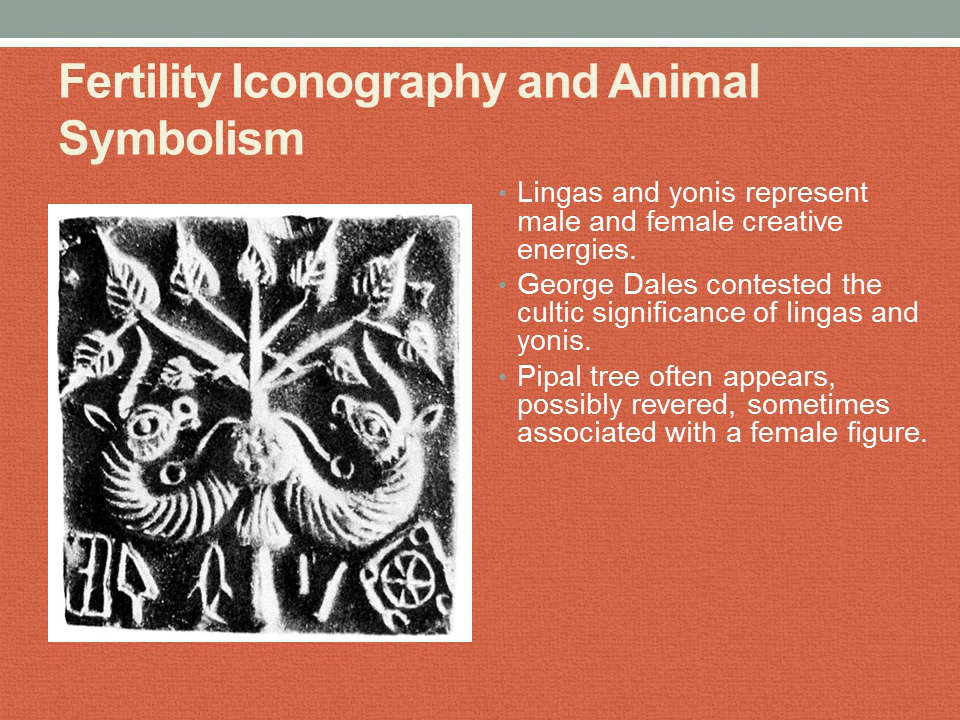 Fertility Iconography and Animal
Symbolism
• Lingas and yonis represent
male and female creative
energies.
• George Dales contested the
cultic significance of lingas and
yonis.
• Pipal tree often appears,
possibly revered, sometimes
associated with a female figure.